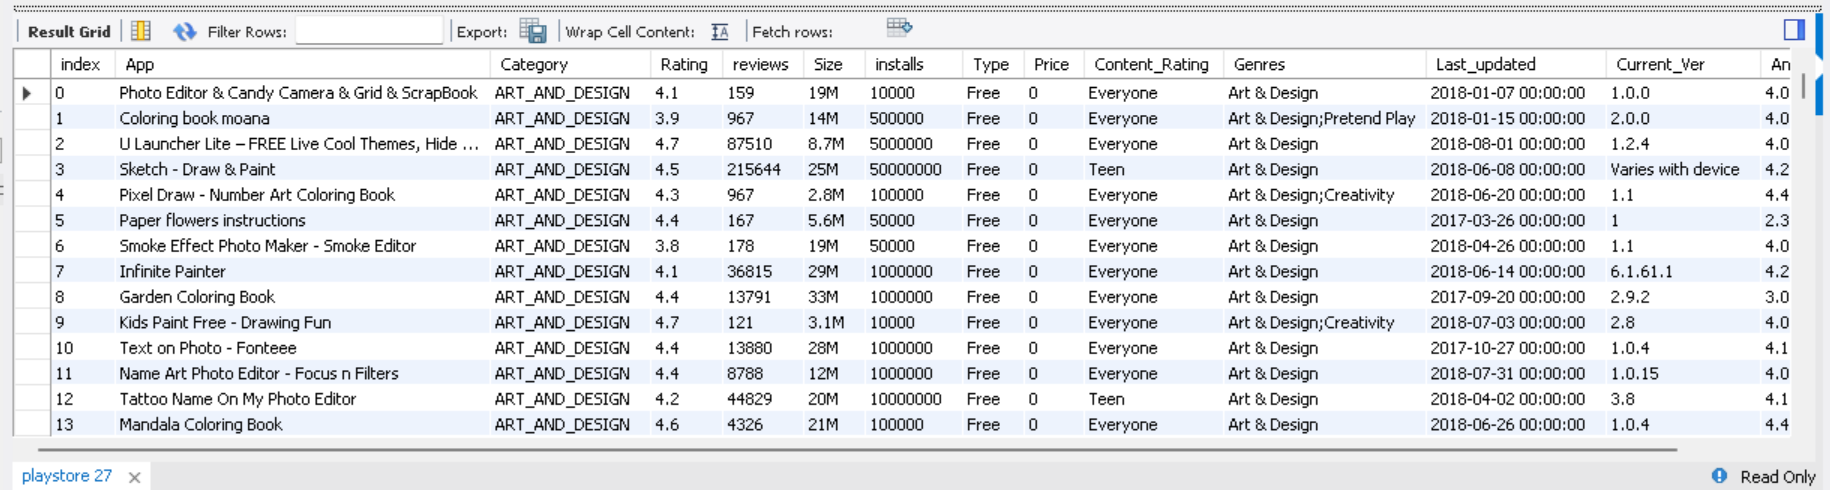 Result Grid Filter Rows: Export: Wrap Cell Content: IA Fetch rows:
index App Category Rating reviews Size installs Type Price Content_Rating Genres Last_updated Current_Ver An
0 Photo Editor & Candy Camera & Grid & ScrapBook ART_AND_DESIGN 4.1 159 19M 10000 Free 0 Everyone Art & Design 2018-01-07 00:00:00 1.0.0 4.0
1 Coloring book moana ART_AND_DESIGN 3.9 967 14M 500000 Free 0 Everyone Art & Design;Pretend Play 2018-01-15 00:00:00 2.0.0 4.0
2 U Launcher Lite – FREE Live Cool Themes, Hide ... ART_AND_DESIGN 4.7 87510 8.7M 5000000 Free 0 Everyone Art & Design 2018-08-01 00:00:00 1.2.4 4.0
3 Sketch - Draw & Paint ART_AND_DESIGN 4.5 215644 25M 50000000 Free 0 Teen Art & Design 2018-06-08 00:00:00 Varies with device 4.2
4 Pixel Draw - Number Art Coloring Book ART_AND_DESIGN 4.3 967 2.8M 100000 Free 0 Everyone Art & Design;Creativity 2018-06-20 00:00:00 1.1 4.4
5 Paper flowers instructions ART_AND_DESIGN 4.4 167 5.6M 50000 Free 0 Everyone Art & Design 2017-03-26 00:00:00 1 2.3
6 Smoke Effect Photo Maker - Smoke Editor ART_AND_DESIGN 3.8 178 19M 50000 Free 0 Everyone Art & Design 2018-04-26 00:00:00 1.1 4.0
7 Infinite Painter ART_AND_DESIGN 4.1 36815 29M 1000000 Free 0 Everyone Art & Design 2018-06-14 00:00:00 6.1.61.1 4.2
8 Garden Coloring Book ART_AND_DESIGN 4.4 13791 33M 1000000 Free 0 Everyone Art & Design 2017-09-20 00:00:00 2.9.2 3.0
9 Kids Paint Free - Drawing Fun ART_AND_DESIGN 4.7 121 3.1M 10000 Free 0 Everyone Art & Design;Creativity 2018-07-03 00:00:00 2.8 4.0
10 Text on Photo - Fonteee ART_AND_DESIGN 4.4 13880 28M 1000000 Free 0 Everyone Art & Design 2017-10-27 00:00:00 1.0.4 4.1
11 Name Art Photo Editor - Focus n Filters ART_AND_DESIGN 4.4 8788 12M 1000000 Free 0 Everyone Art & Design 2018-07-31 00:00:00 1.0.15 4.0
12 Tattoo Name On My Photo Editor ART_AND_DESIGN 4.2 44829 20M 10000000 Free 0 Teen Art & Design 2018-04-02 00:00:00 3.8 4.1
13 Mandala Coloring Book ART_AND_DESIGN 4.6 4326 21M 100000 Free 0 Everyone Art & Design 2018-06-26 00:00:00 1.0.4 4.4
playstore 27 Read Only